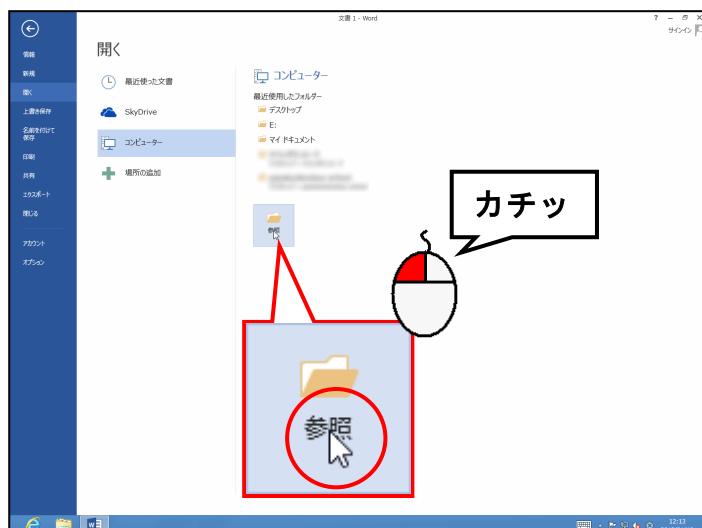 文書 1 - Word
? – 
サインイン
情報
新規
開く
上書き保存
名前を付けて
保存
印刷
共有
エクスポート
閉じる
アカウント
オプション
開く
最近使った文書
SkyDrive
コンピューター
場所の追加
コンピューター
最近使用したフォルダー
デスクトップ
E:
マイ ドキュメント
参照
カチッ
参照
12:13